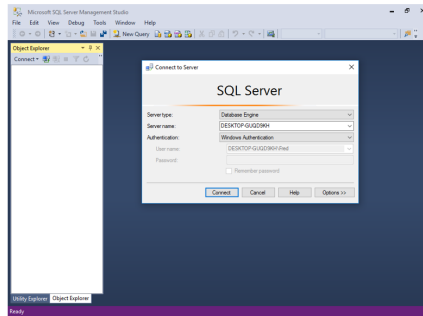 Microsoft SQL Server Management Studio
File Edit View Debug Tools Window Help
New Query
Object Explorer
Connect
Connect to Server
SQL Server
Server type: Database Engine
Server name: DESKTOP-GUQD9KH
Authentication: Windows Authentication
User name:
Password:
Remember password
Connect Cancel Help Options >>
Utility Explorer Object Explorer
Ready